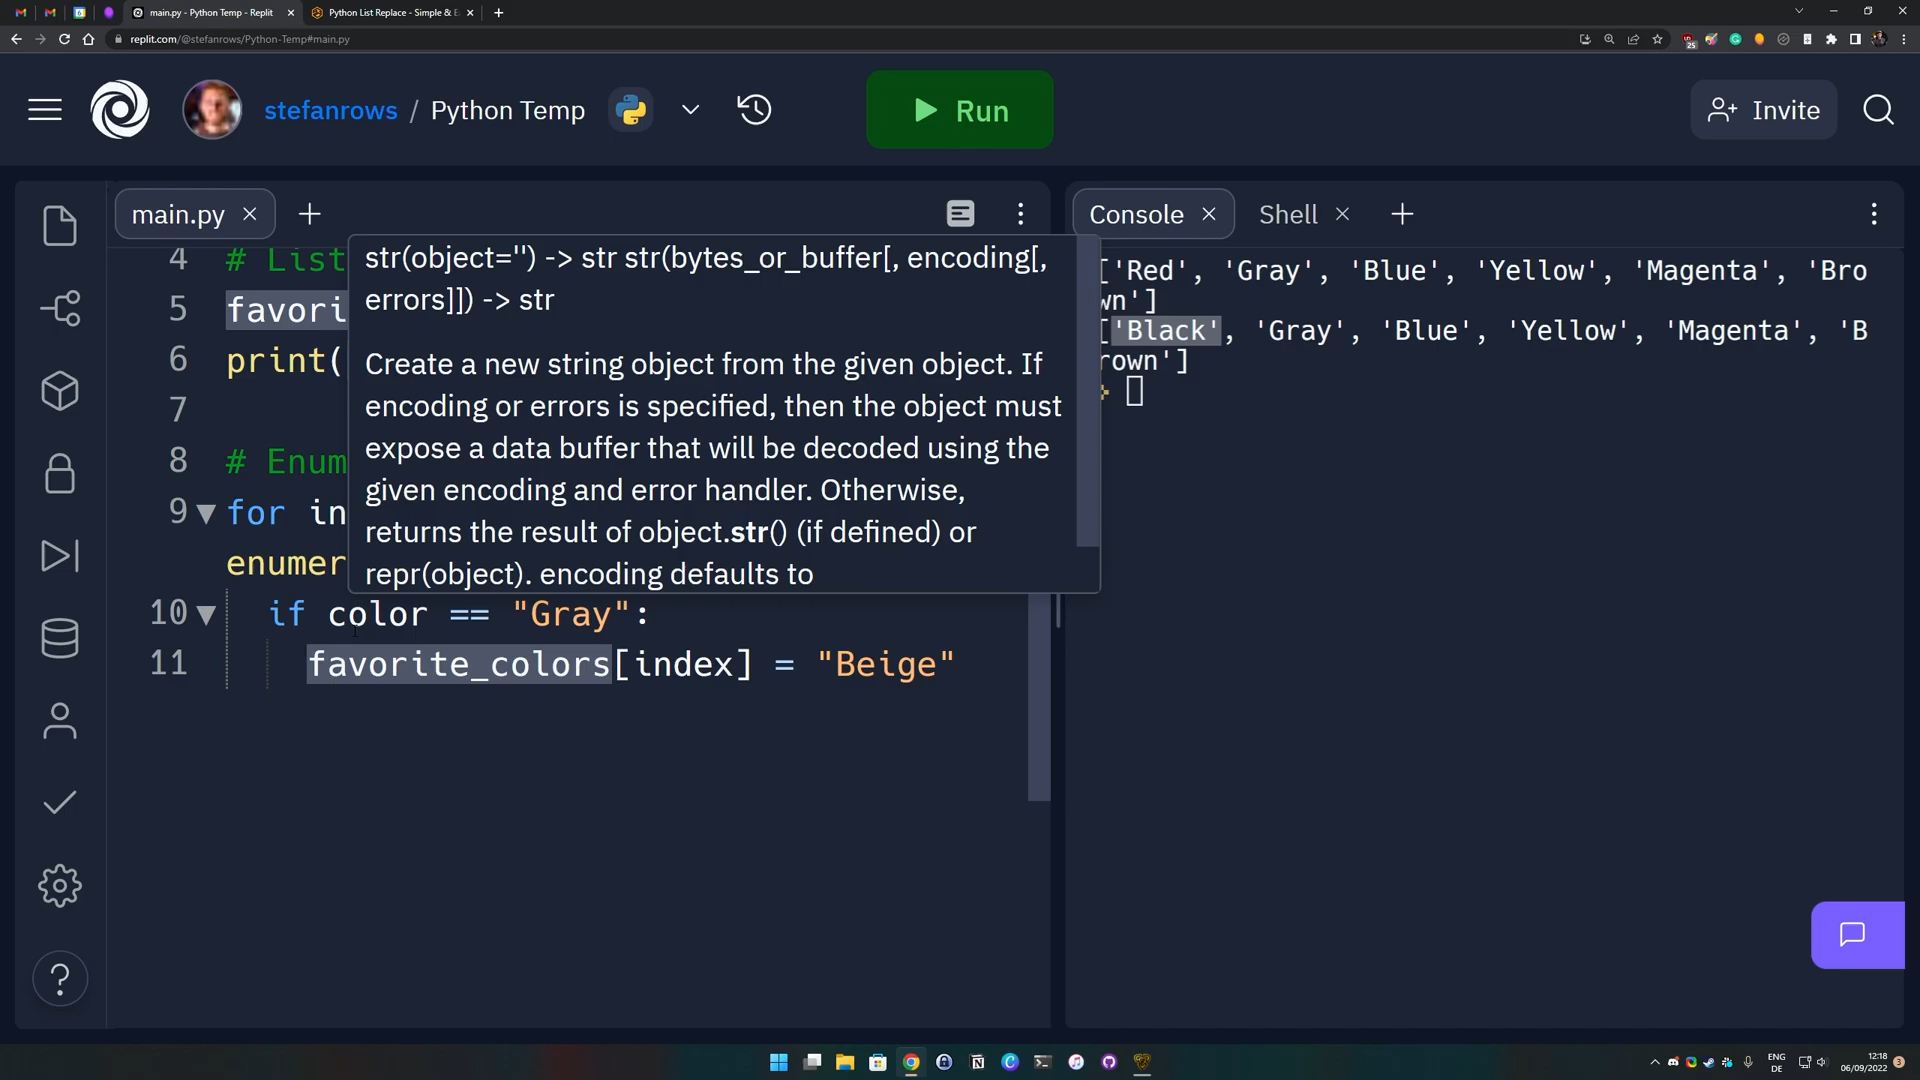 main.py - Python Temp - Replit
Python List Replace - Simple & E
replit.com/@stefanrows/Python-Temp#main.py
25
stefanrows / Python Temp
Run
Invite
main.py
Console
Shell
4 # List
5 favori
6 print(
7
8 # Enum
9 for in
enumer
10 if color == "Gray":
11 favorite_colors[index] = "Beige"
str(object='') -> str str(bytes_or_buffer[, encoding[,
errors]]) -> str
Create a new string object from the given object. If
encoding or errors is specified, then the object must
expose a data buffer that will be decoded using the
given encoding and error handler. Otherwise,
returns the result of object.str() (if defined) or
repr(object). encoding defaults to
['Red', 'Gray', 'Blue', 'Yellow', 'Magenta', 'Bro
wn']
['Black', 'Gray', 'Blue', 'Yellow', 'Magenta', 'B
rown']
ENG
DE
12:18
06/09/2022
3